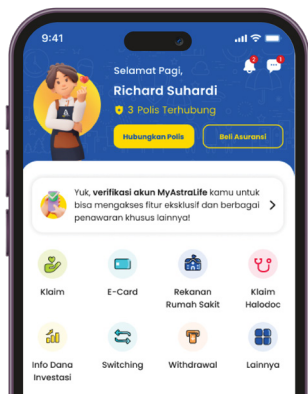 9:41
2
Selamat Pagi,
Richard Suhardi
3 Polis Terhubung
Hubungkan Polis
Beli Asuransi
Yuk, verifikasi akun MyAstraLife kamu untuk
bisa mengakses fitur eksklusif dan berbagai
penawaran khusus lainnya!
Klaim
E-Card
Rekanan
Rumah Sakit
Klaim
Halodoc
Info Dana
Investasi
Switching
Withdrawal
Lainnya